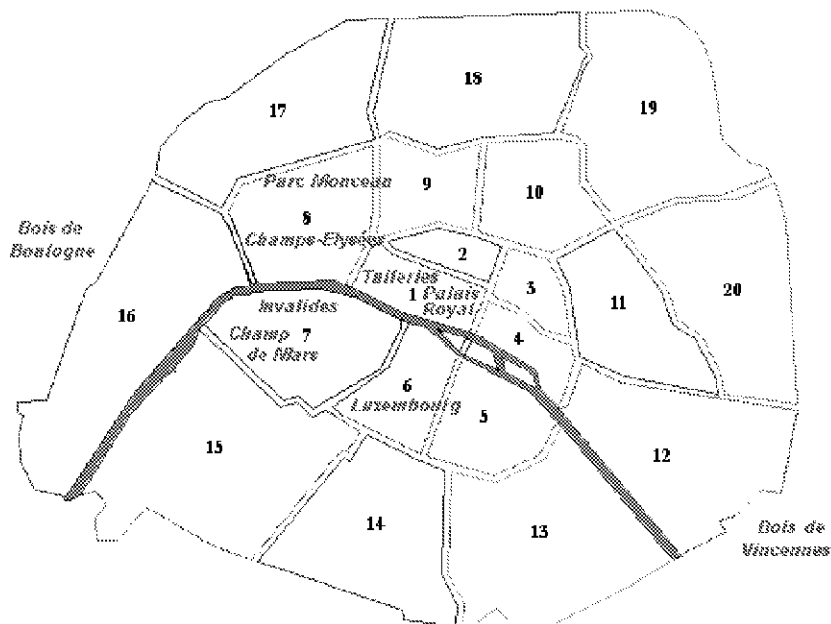 18
17
19
Parc Monceau
9
10
8
Bois de
Boulogne
Champs-Elysées
2
Tuileries
1
Palais
Royal
3
20
11
16
Invalides
Champ
de Mars
7
4
6
Luxembourg
5
15
12
14
13
Bois de
Vincennes